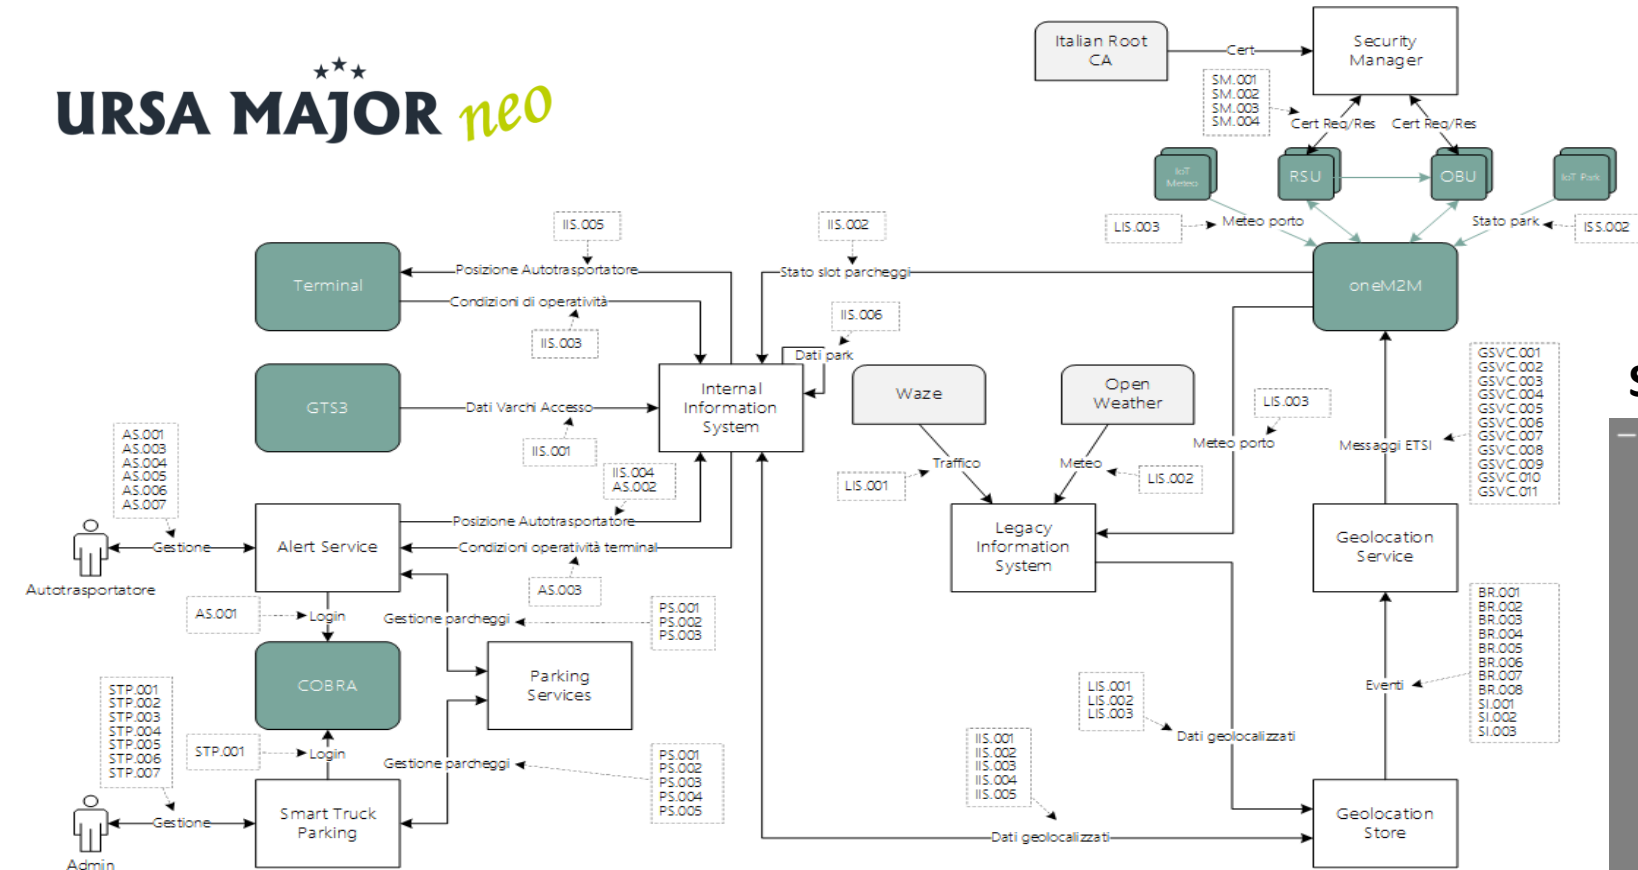 URSA MAJOR neo
Italian Root
CA
Cert
Security
Manager
SM.001
SM.002
SM.003
SM.004
Cert Req/Res
Cert Req/Res
IoT
Meteo
RSU
OBU
IoT Park
LIS.003
Meteo porto
Stato park
ISS.002
oneM2M
IIS.005
IIS.002
Terminal
Posizione Autotrasportatore
Stato slot parcheggi
Condizioni di operatività
IIS.003
IIS.006
Dati park
GTS3
Dati Varchi Accesso
IIS.001
Internal
Information
System
Waze
Open
Weather
LIS.003
Meteo porto
GSVC.001
GSVC.002
GSVC.003
GSVC.004
GSVC.005
GSVC.006
GSVC.007
GSVC.008
GSVC.009
GSVC.010
GSVC.011
Messaggi ETSI
S
AS.001
AS.003
AS.004
AS.005
AS.006
AS.007
IIS.004
AS.002
Traffico
LIS.001
Meteo
LIS.002
Autotrasportatore
Gestione
Alert Service
Posizione Autotrasportatore
Condizioni operatività terminal
AS.003
Legacy
Information
System
Geolocation
Service
AS.001
Login
Gestione parcheggi
PS.001
PS.002
PS.003
BR.001
BR.002
BR.003
BR.004
BR.005
BR.006
BR.007
BR.008
SI.001
SI.002
SI.003
Eventi
COBRA
Parking
Services
STP.001
STP.002
STP.003
STP.004
STP.005
STP.006
STP.007
STP.001
Login
Gestione parcheggi
PS.001
PS.002
PS.003
PS.004
PS.005
LIS.001
LIS.002
LIS.003
Dati geolocalizzati
IIS.001
IIS.002
IIS.003
IIS.004
IIS.005
Dati geolocalizzati
Admin
Gestione
Smart Truck
Parking
Geolocation
Store